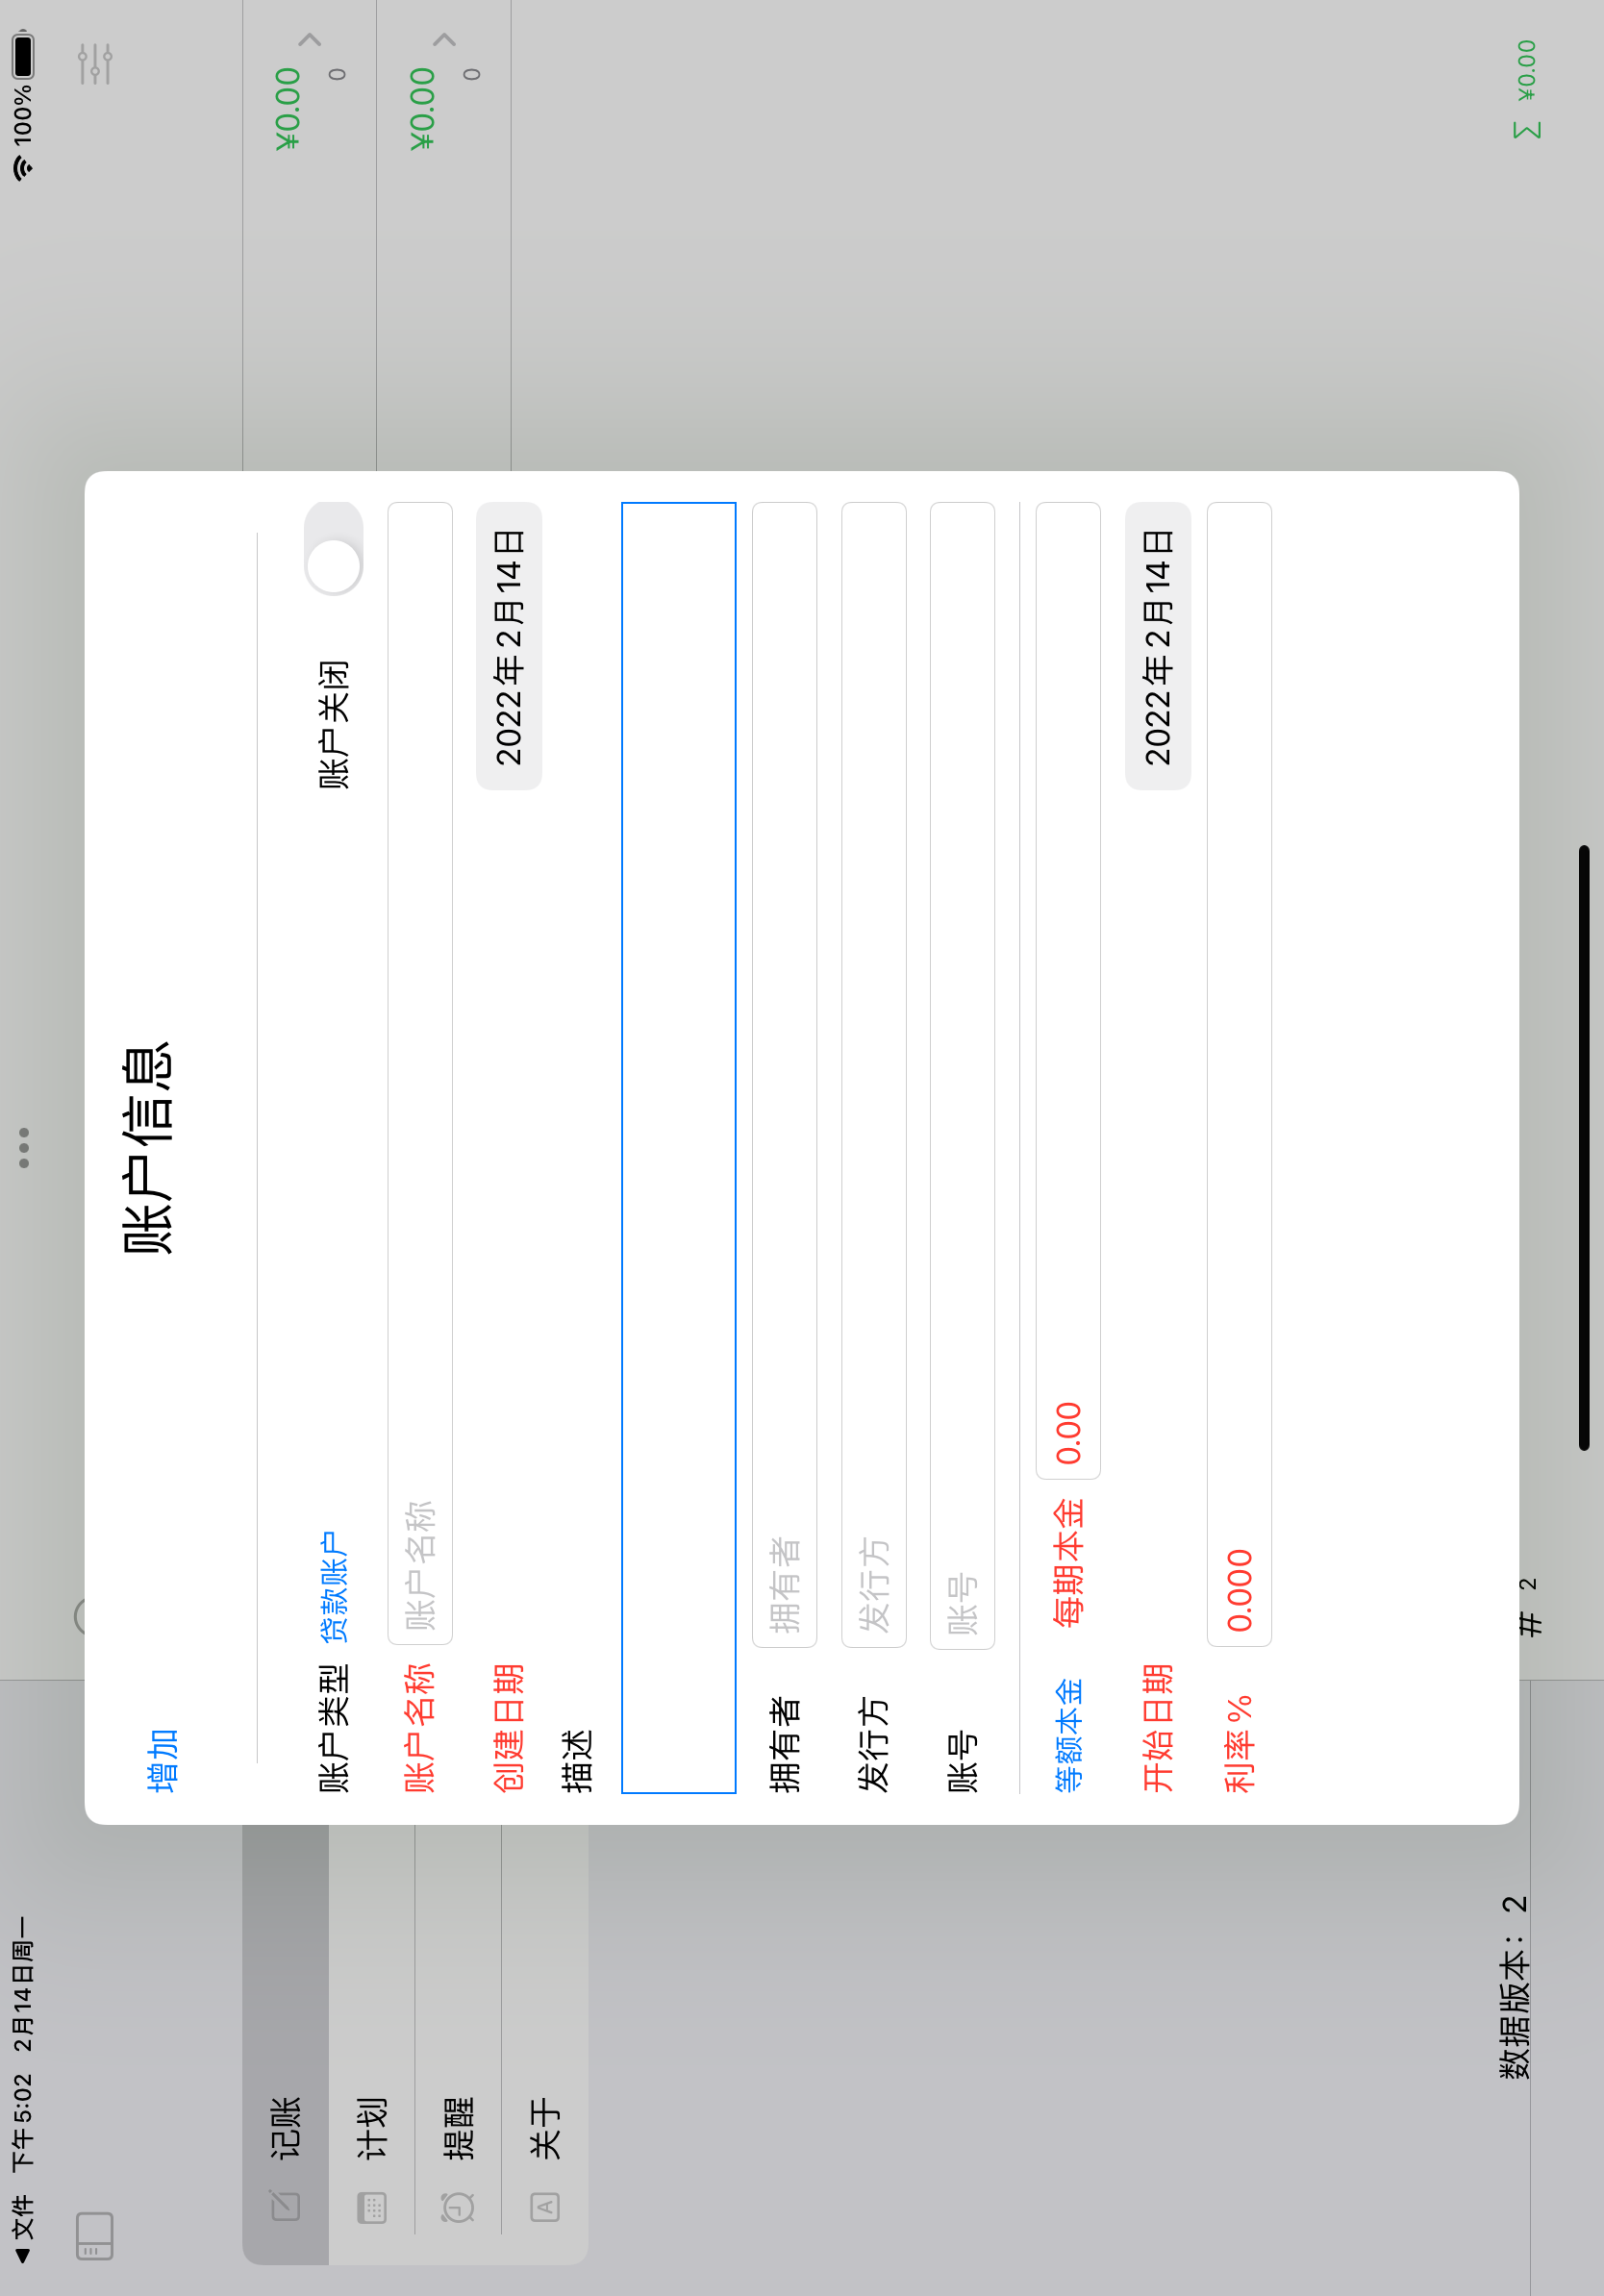 文件 下午5:02 2月14日周一
100%
记账
计划
提醒
关于
数据版本：2
¥0.00
0
¥0.00
0
账户信息
增加
账户类型 贷款账户 账户关闭
账户名称 账户名称
创建日期 2022年2月14日
描述
拥有者 拥有者
发行方 发行方
账号 账号
等额本金 每期本金 0.00
开始日期 2022年2月14日
利率% 0.000
# 2
∑ ¥0.00